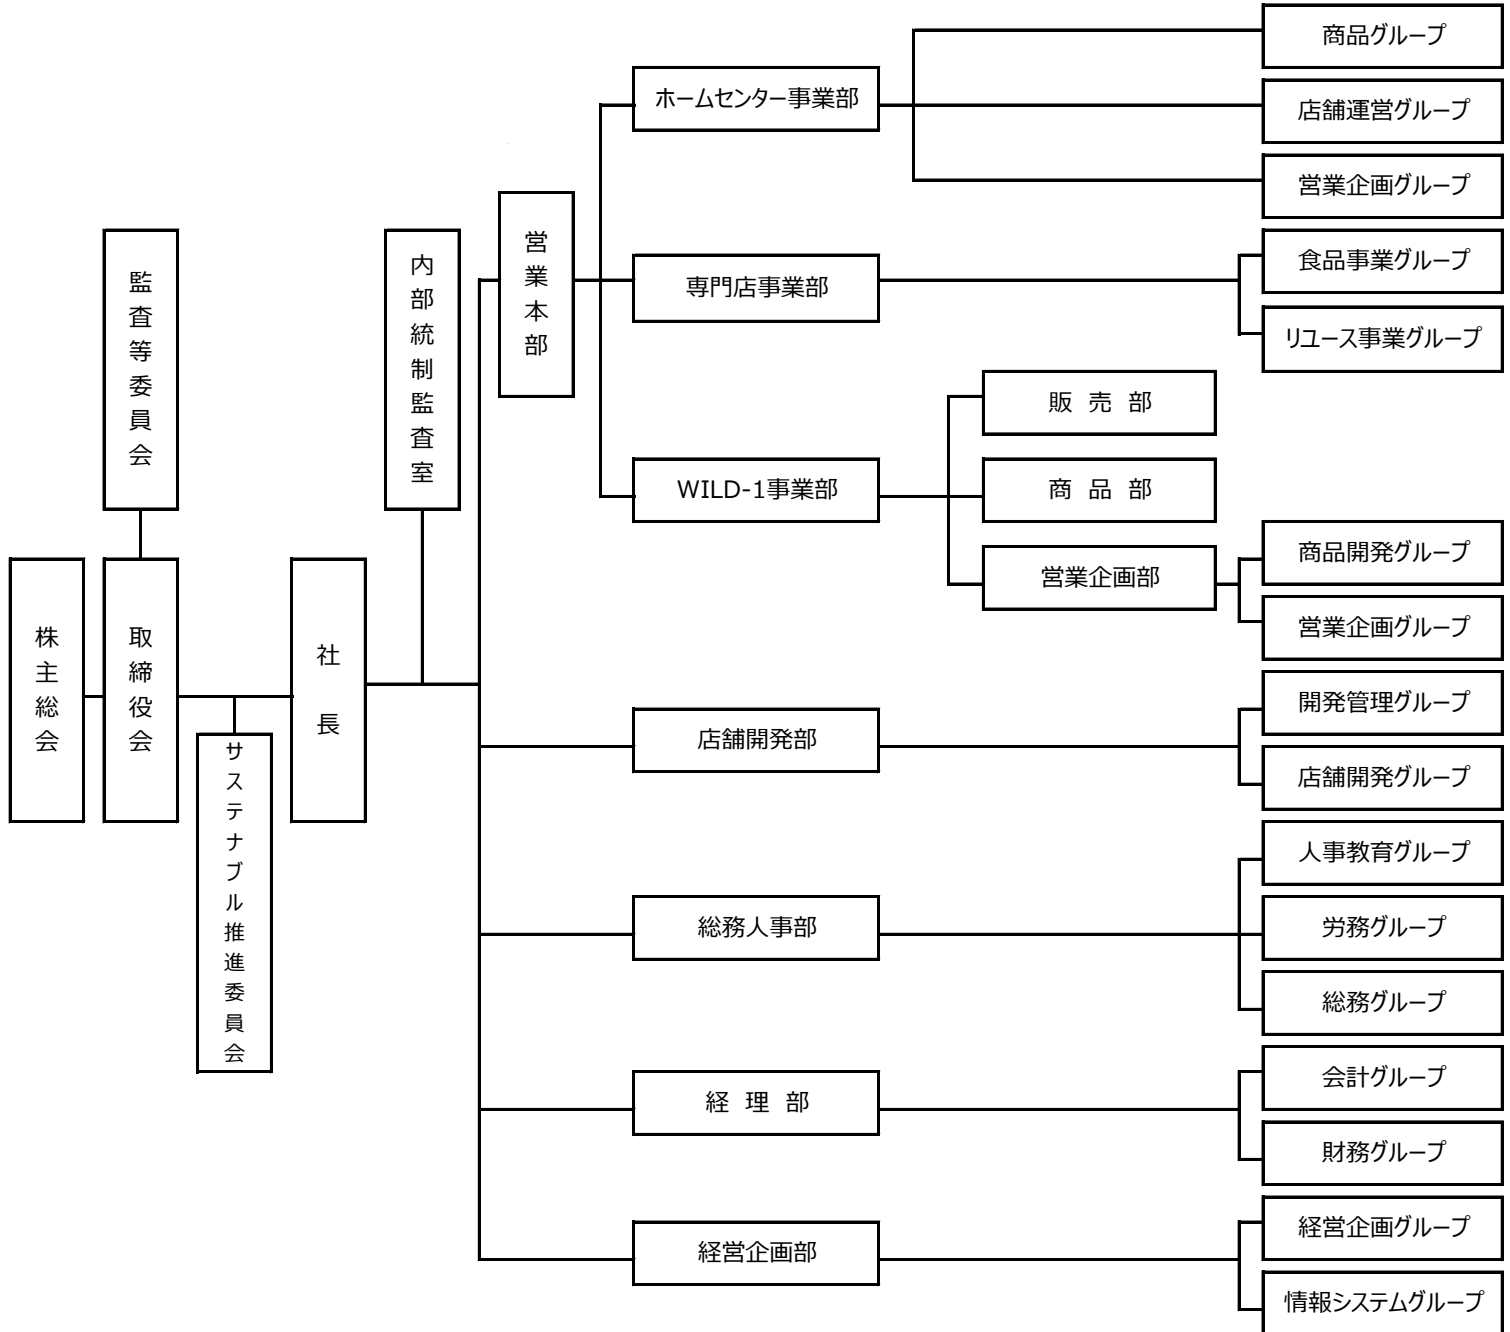 株主総会
監査等委員会
取締役会
サステナブル推進委員会
社長
内部統制監査室
営業本部
ホームセンター事業部
商品グループ
店舗運営グループ
営業企画グループ
専門店事業部
食品事業グループ
リユース事業グループ
WILD-1事業部
販 売 部
商 品 部
営業企画部
商品開発グループ
営業企画グループ
店舗開発部
開発管理グループ
店舗開発グループ
総務人事部
人事教育グループ
労務グループ
総務グループ
経 理 部
会計グループ
財務グループ
経営企画部
経営企画グループ
情報システムグループ